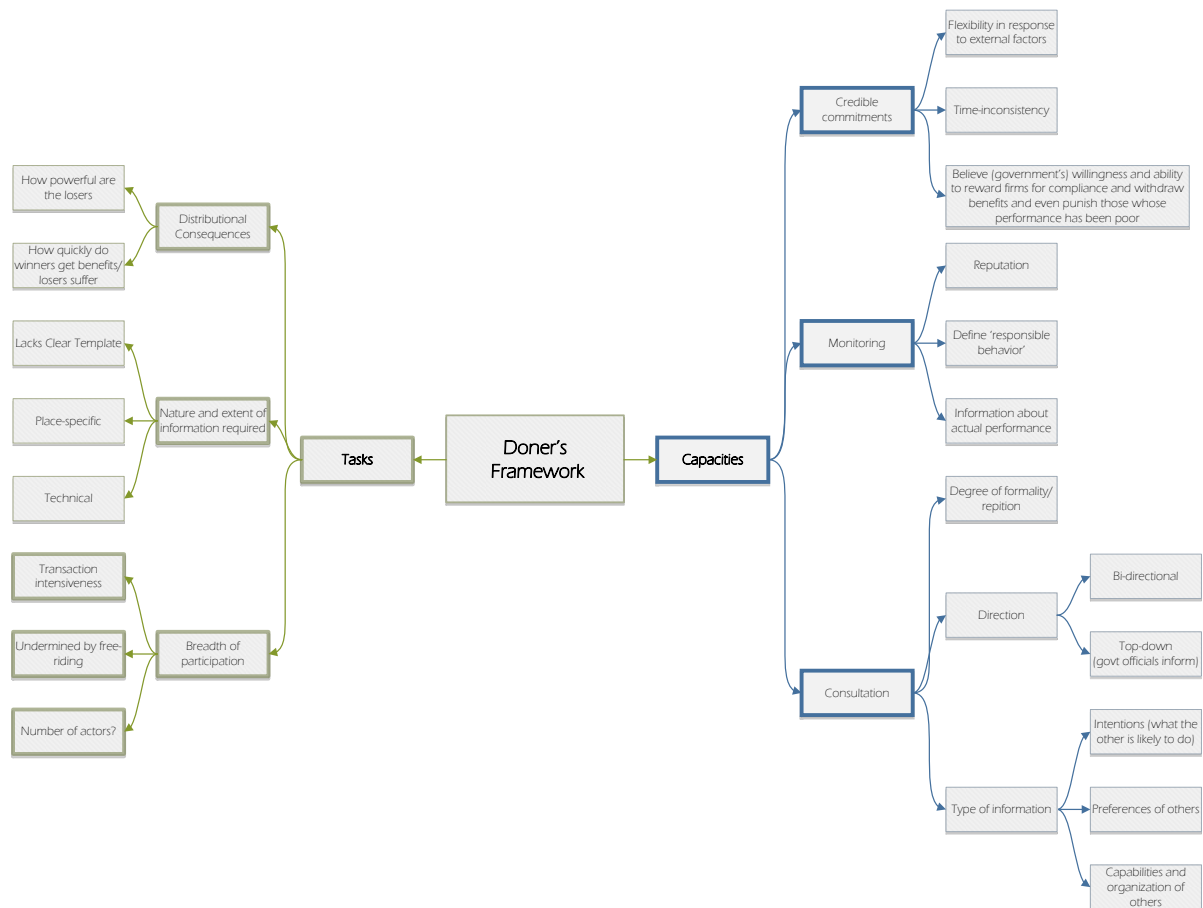 Doner's
Framework
Tasks
Distributional
Consequences
How powerful are
the losers
How quickly do
winners get benefits/
losers suffer
Nature and extent of
information required
Lacks Clear Template
Place-specific
Technical
Breadth of
participation
Transaction
intensiveness
Undermined by free-
riding
Number of actors?
Capacities
Credible
commitments
Flexibility in response
to external factors
Time-inconsistency
Believe (government's) willingness and ability
to reward firms for compliance and withdraw
benefits and even punish those whose
performance has been poor
Monitoring
Reputation
Define 'responsible
behavior'
Information about
actual performance
Consultation
Degree of formality/
repition
Direction
Bi-directional
Top-down
(govt officials inform)
Type of information
Intentions (what the
other is likely to do)
Preferences of others
Capabilities and
organization of
others